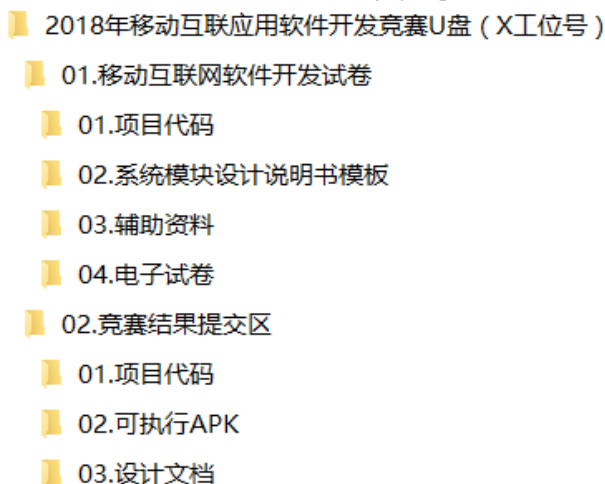 2018年移动互联应用软件开发竞赛U盘（X工位号）
01.移动互联网软件开发试卷
01.项目代码
02.系统模块设计说明书模板
03.辅助资料
04.电子试卷
02.竞赛结果提交区
01.项目代码
02.可执行APK
03.设计文档